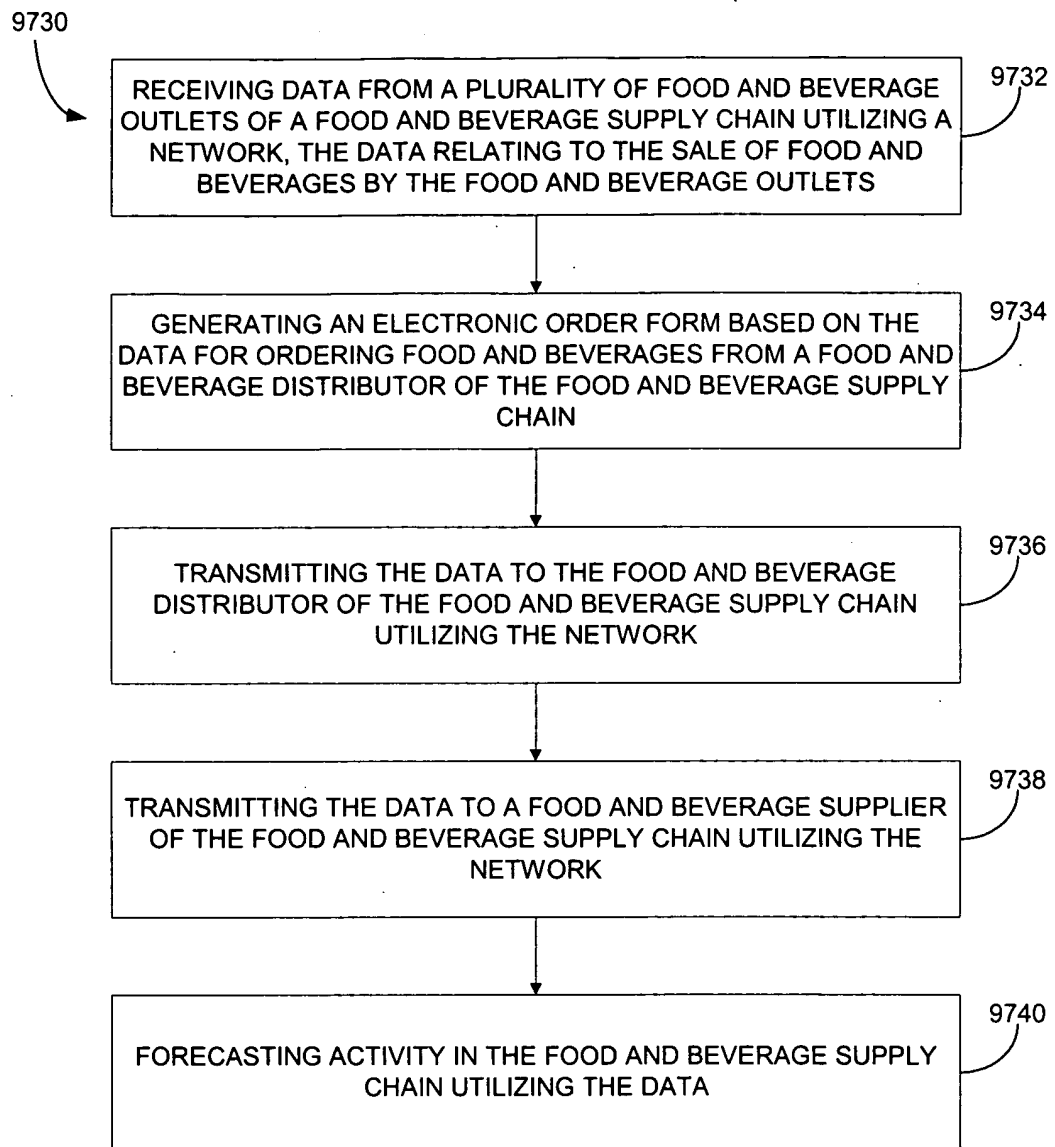 9730
9732
RECEIVING DATA FROM A PLURALITY OF FOOD AND BEVERAGE
OUTLETS OF A FOOD AND BEVERAGE SUPPLY CHAIN UTILIZING A
NETWORK, THE DATA RELATING TO THE SALE OF FOOD AND
BEVERAGES BY THE FOOD AND BEVERAGE OUTLETS
9734
GENERATING AN ELECTRONIC ORDER FORM BASED ON THE
DATA FOR ORDERING FOOD AND BEVERAGES FROM A FOOD AND
BEVERAGE DISTRIBUTOR OF THE FOOD AND BEVERAGE SUPPLY
CHAIN
9736
TRANSMITTING THE DATA TO THE FOOD AND BEVERAGE
DISTRIBUTOR OF THE FOOD AND BEVERAGE SUPPLY CHAIN
UTILIZING THE NETWORK
9738
TRANSMITTING THE DATA TO A FOOD AND BEVERAGE SUPPLIER
OF THE FOOD AND BEVERAGE SUPPLY CHAIN UTILIZING THE
NETWORK
9740
FORECASTING ACTIVITY IN THE FOOD AND BEVERAGE SUPPLY
CHAIN UTILIZING THE DATA